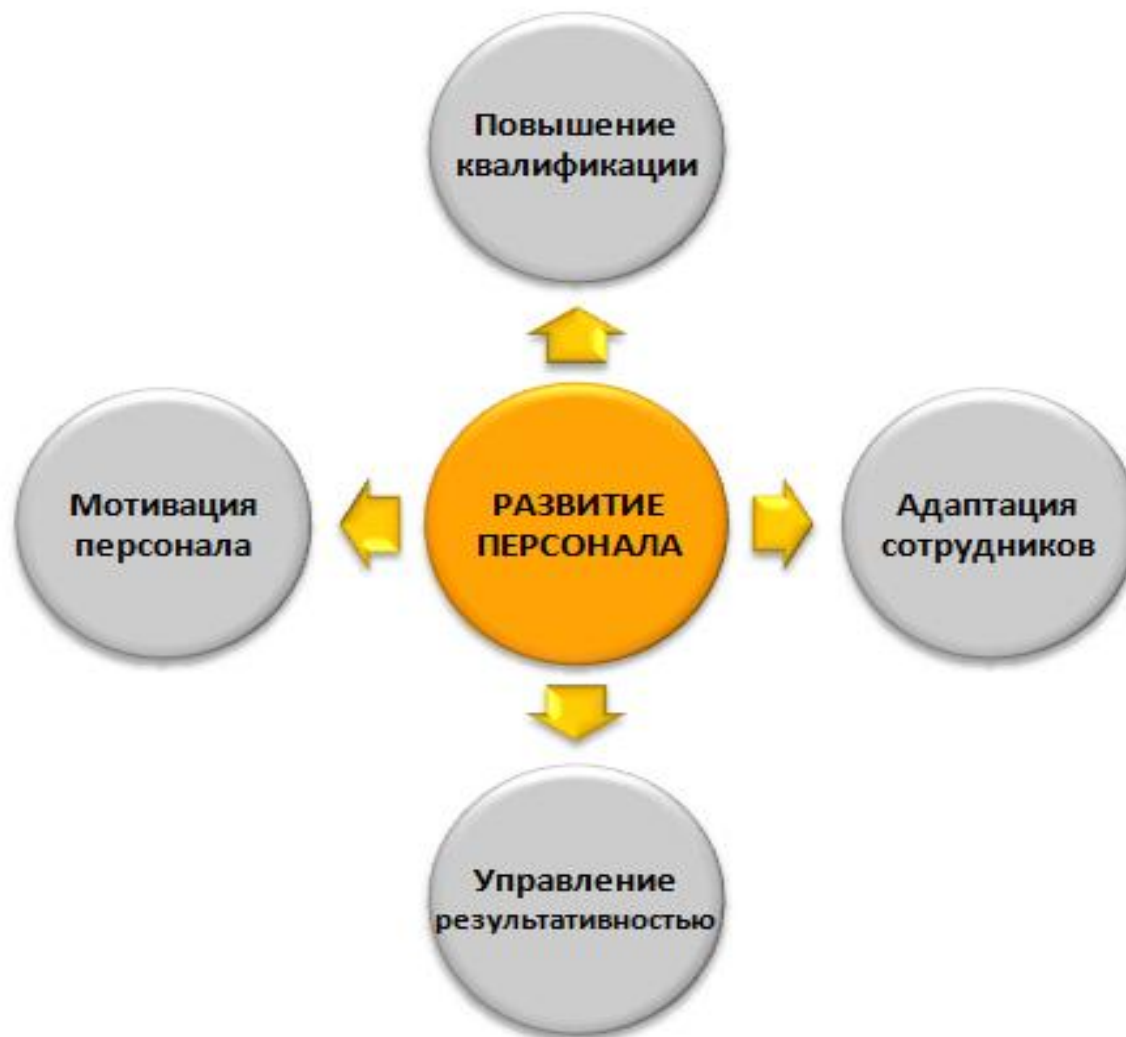 Повышение
квалификации
Мотивация
персонала
РАЗВИТИЕ
ПЕРСОНАЛА
Адаптация
сотрудников
Управление
результативностью